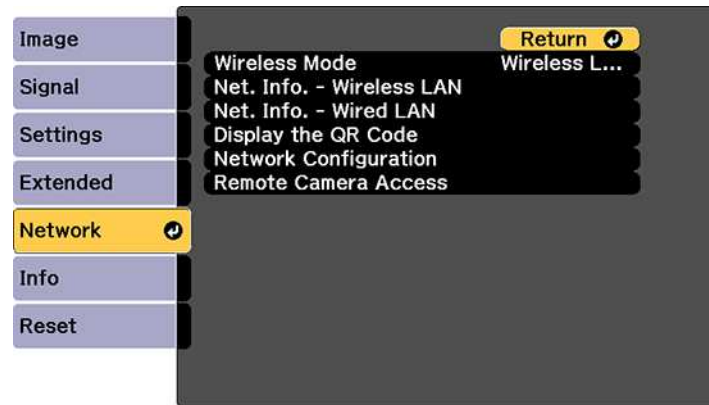 Image
Signal
Settings
Extended
Network
Info
Reset
Return
Wireless Mode Wireless L...
Net. Info. - Wireless LAN
Net. Info. - Wired LAN
Display the QR Code
Network Configuration
Remote Camera Access